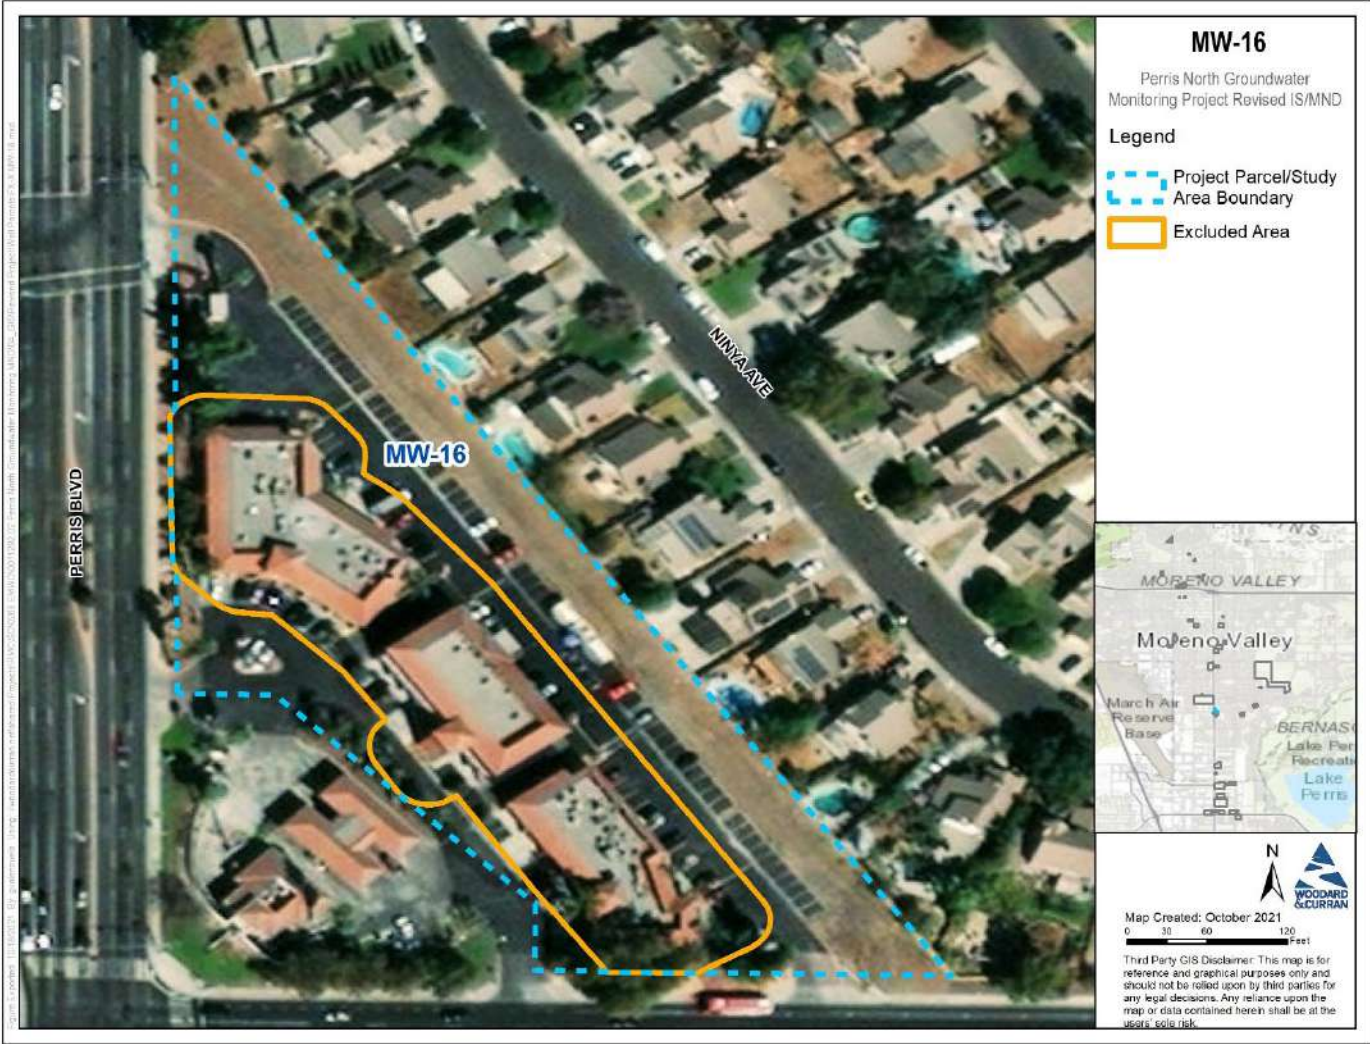 MW-16
Perris North Groundwater
Monitoring Project Revised IS/MND
Legend
Project Parcel/Study
Area Boundary
Excluded Area
NINYA AVE
MW-16
PERRIS BLVD
MORENO VALLEY
Moreno Valley
March Air
Reserve
Base
BERNAS
Lake Per
Recreati
Lake
Perris
N
WOODARD
&CURRAN
Map Created: October 2021
0 30 60 120
Feet
Third Party GIS Disclaimer: This map is for
reference and graphical purposes only and
should not be relied upon by third parties for
any legal decisions. Any reliance upon the
map or data contained herein shall be at the
users' sole risk.